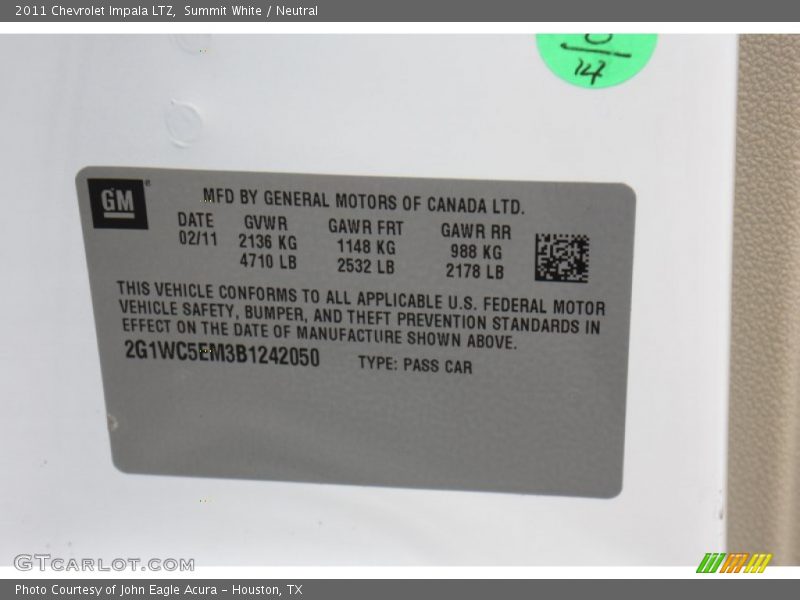 2011 Chevrolet Impala LTZ, Summit White / Neutral
14
GM®
MFD BY GENERAL MOTORS OF CANADA LTD.
DATE GVWR GAWR FRT GAWR RR
02/11 2136 KG 1148 KG 988 KG
4710 LB 2532 LB 2178 LB
THIS VEHICLE CONFORMS TO ALL APPLICABLE U.S. FEDERAL MOTOR
VEHICLE SAFETY, BUMPER, AND THEFT PREVENTION STANDARDS IN
EFFECT ON THE DATE OF MANUFACTURE SHOWN ABOVE.
2G1WC5EM3B1242050 TYPE: PASS CAR
GTCARLOT.COM
Photo Courtesy of John Eagle Acura - Houston, TX